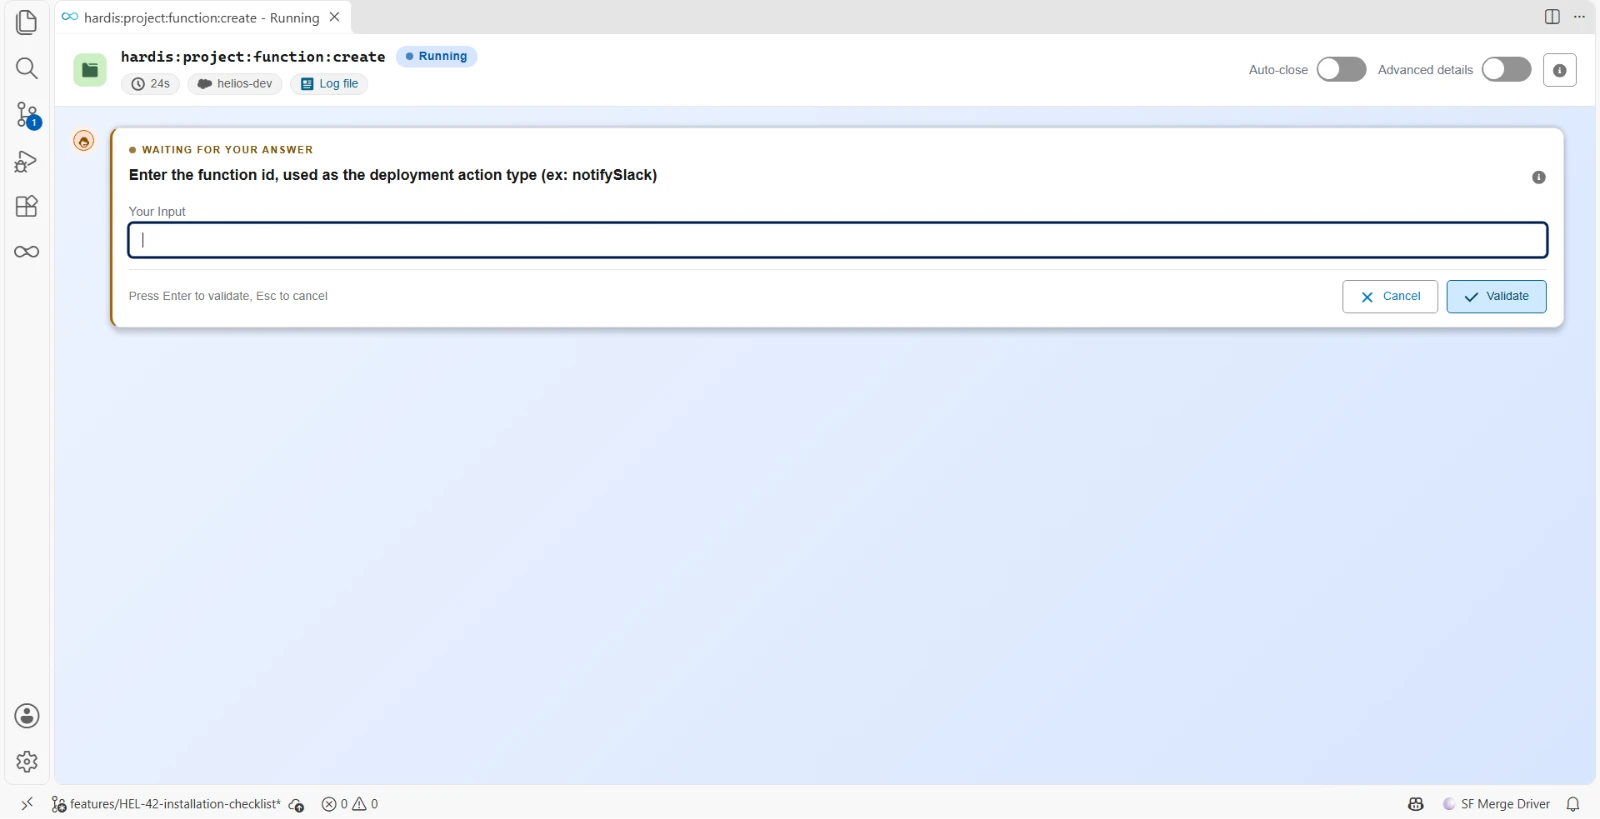 hardis:project:function:create - Running
hardis:project:function:create
Running
24s
helios-dev
Log file
Auto-close
Advanced details
WAITING FOR YOUR ANSWER
Enter the function id, used as the deployment action type (ex: notifySlack)
Your Input
Press Enter to validate, Esc to cancel
Cancel
Validate
1
features/HEL-42-installation-checklist*
0
0
SF Merge Driver